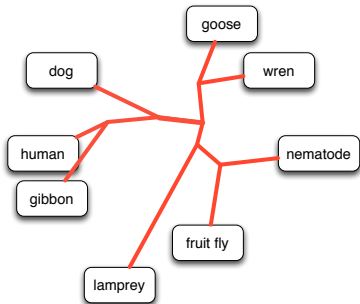 goose
dog
wren
human
nematode
gibbon
fruit fly
lamprey